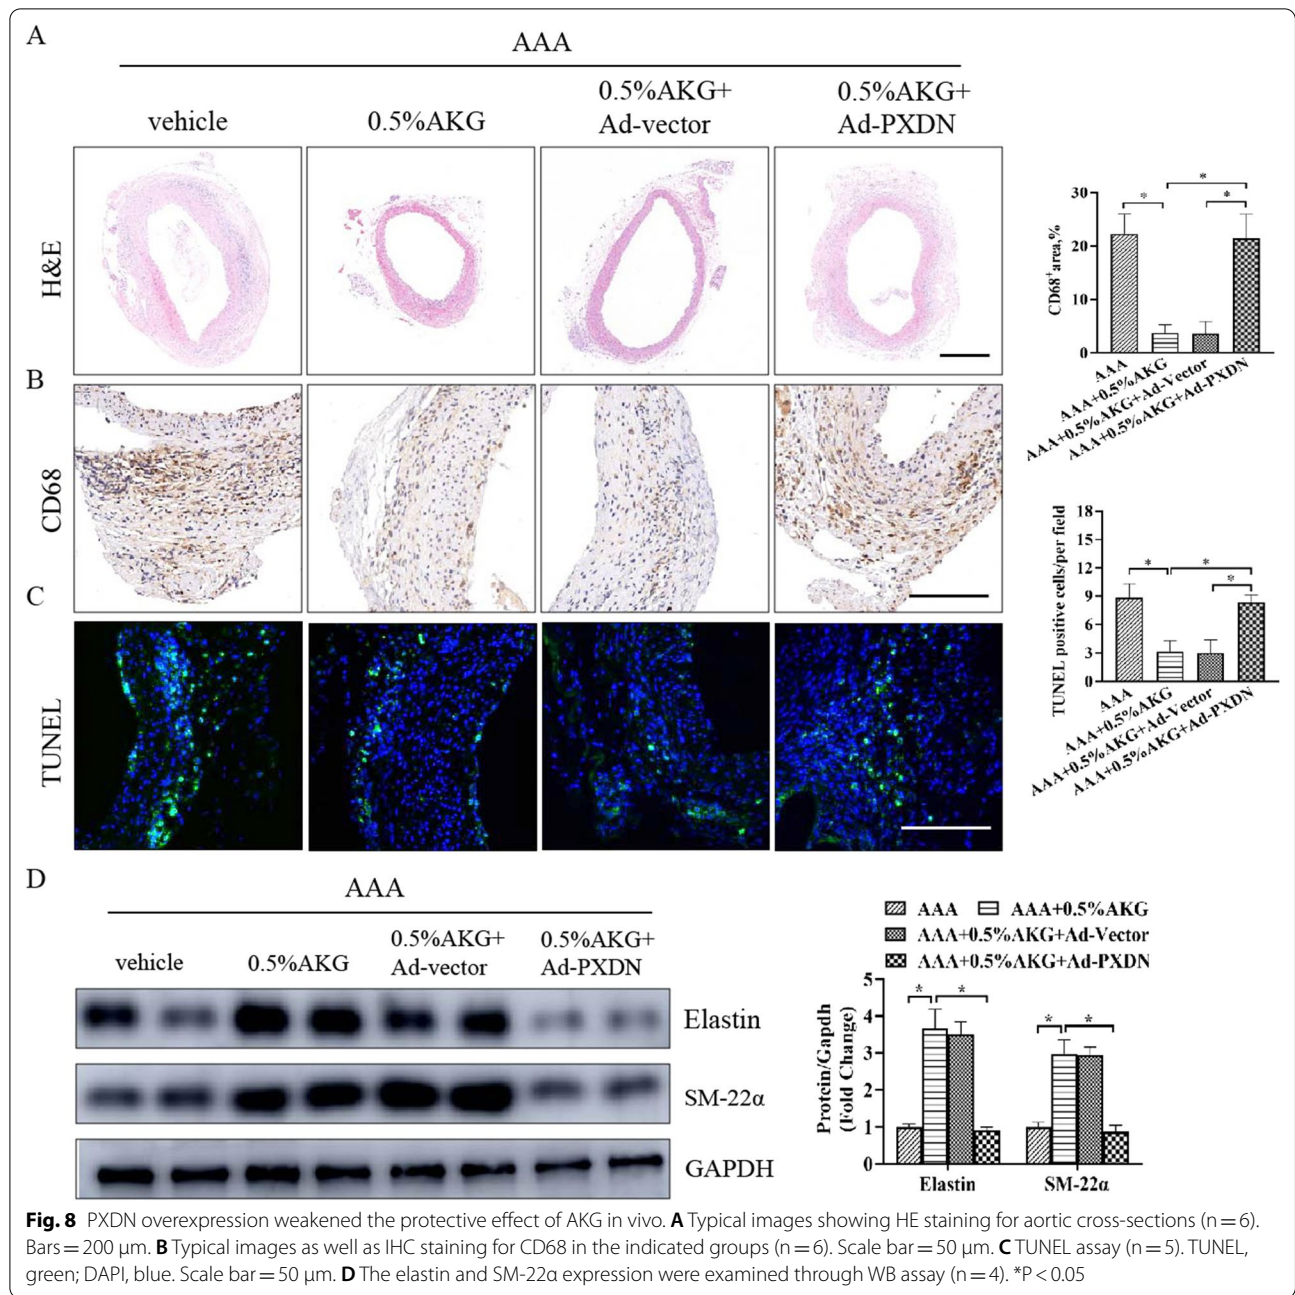 A
AAA
vehicle
0.5%AKG
0.5%AKG+
Ad-vector
0.5%AKG+
Ad-PXDN
H&E
B
CD68
C
TUNEL
CD68+area,%
30
20
10
0
* * *
AAA
AAA+0.5%AKG
AAA+0.5%AKG+Ad-Vector
AAA+0.5%AKG+Ad-PXDN
TUNEL positive cells/per field
18
15
12
9
6
3
0
* * *
AAA
AAA+0.5%AKG
AAA+0.5%AKG+Ad-Vector
AAA+0.5%AKG+Ad-PXDN
D
AAA
vehicle
0.5%AKG
0.5%AKG+
Ad-vector
0.5%AKG+
Ad-PXDN
Elastin
SM-22α
GAPDH
AAA AAA+0.5%AKG
AAA+0.5%AKG+Ad-Vector
AAA+0.5%AKG+Ad-PXDN
Protein/Gapdh
(Fold Change)
5
4
3
2
1
0
* * * *
Elastin SM-22α
Fig. 8 PXDN overexpression weakened the protective effect of AKG in vivo. A Typical images showing HE staining for aortic cross-sections (n = 6).
Bars = 200 μm. B Typical images as well as IHC staining for CD68 in the indicated groups (n = 6). Scale bar = 50 μm. C TUNEL assay (n = 5). TUNEL,
green; DAPI, blue. Scale bar = 50 μm. D The elastin and SM-22α expression were examined through WB assay (n = 4). *P < 0.05